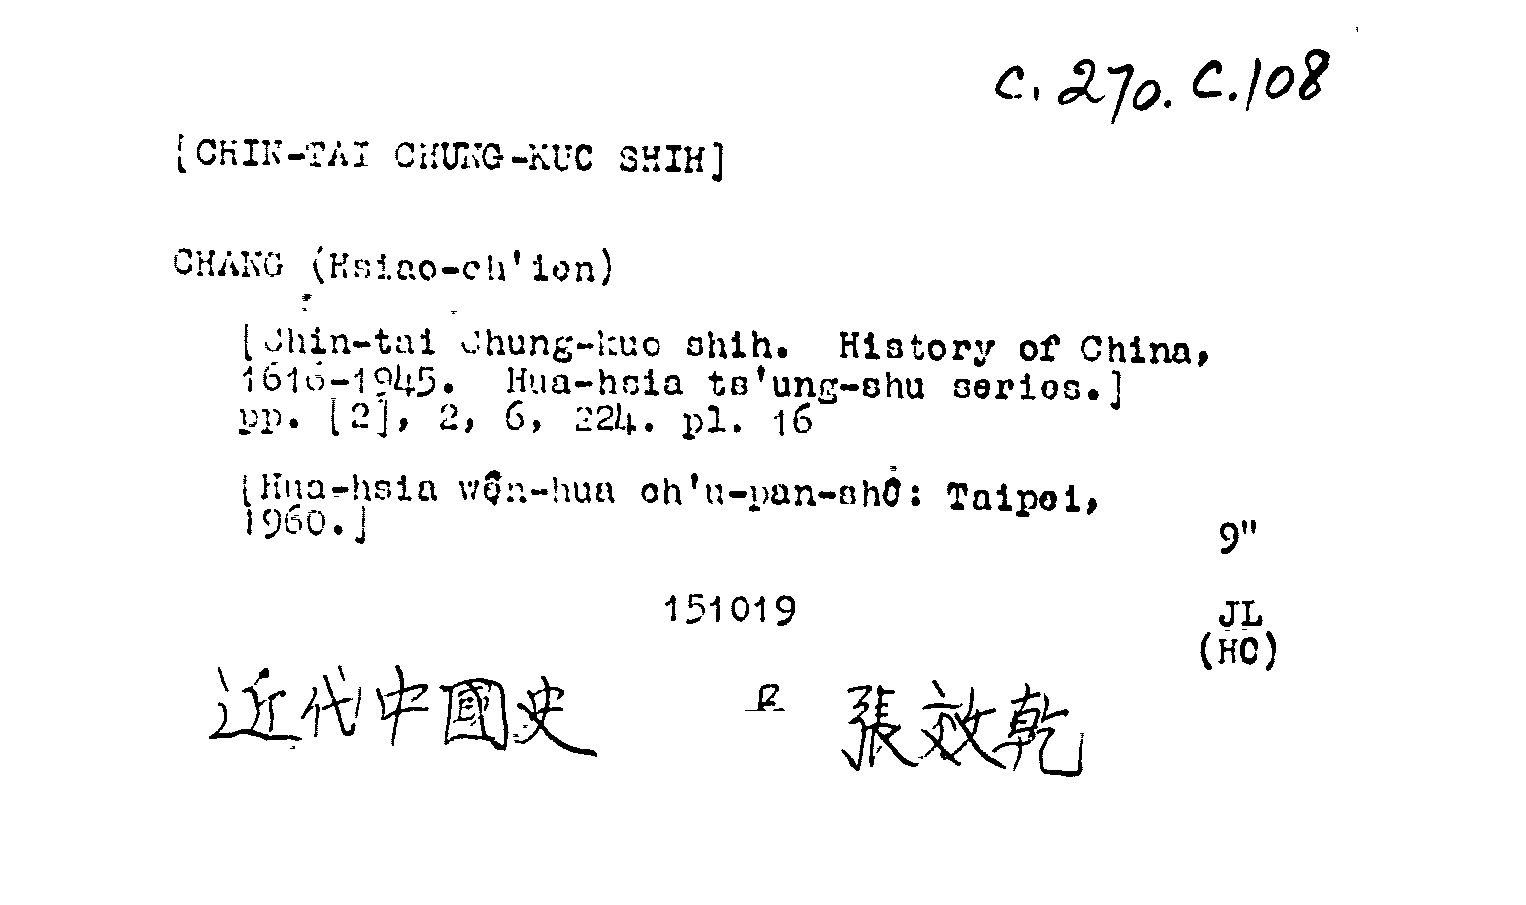 C. 270. C. 108
[CHIN-TAI CHUNG-KUO SHIH]
CHANG (Hsiao-ch'ien)
[Chin-tai Chung-kuo shih. History of China,
1616-1945. Hua-hsia ts'ung-shu series.]
pp. [2], 2, 6, 224. pl. 16
[Hua-hsia wên-hua ch'u-pan-shê: Taipei,
1960.]
9"
151019
JL
(HC)
近代中國史 張效乾